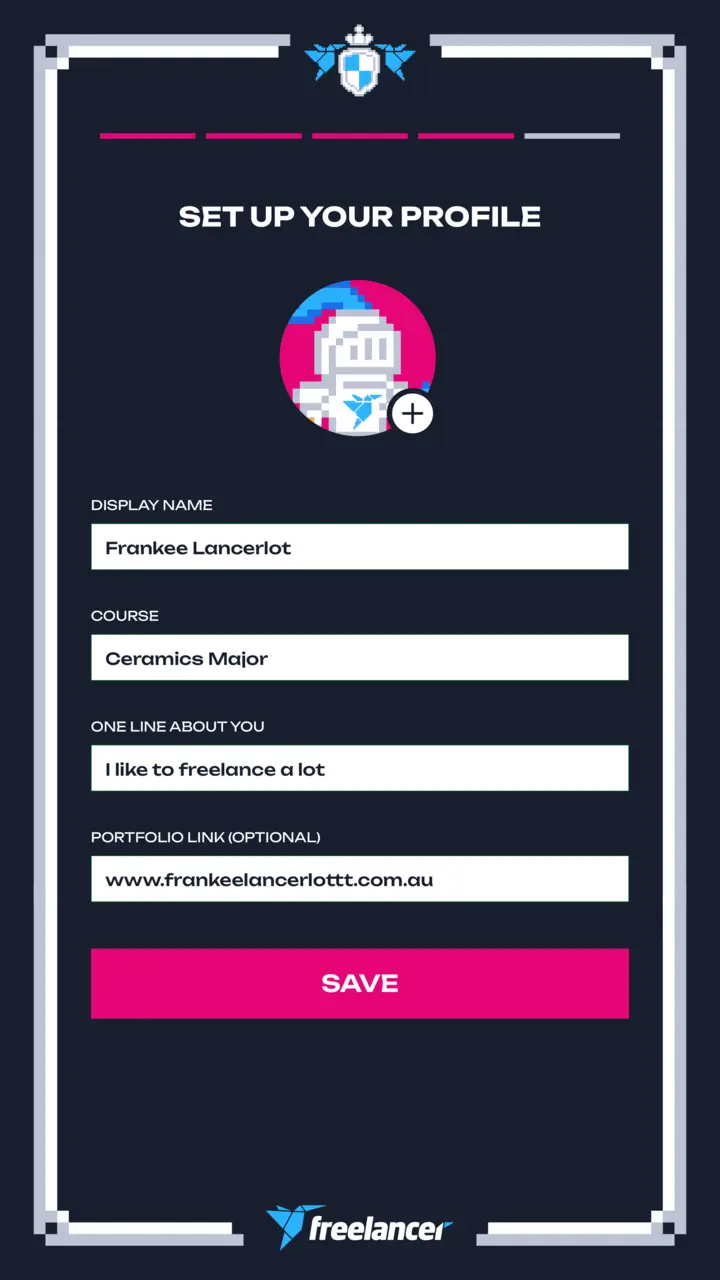 SET UP YOUR PROFILE
DISPLAY NAME
Frankee Lancerlot
COURSE
Ceramics Major
ONE LINE ABOUT YOU
I like to freelance a lot
PORTFOLIO LINK (OPTIONAL)
www.frankeelancerlottt.com.au
SAVE
freelancer